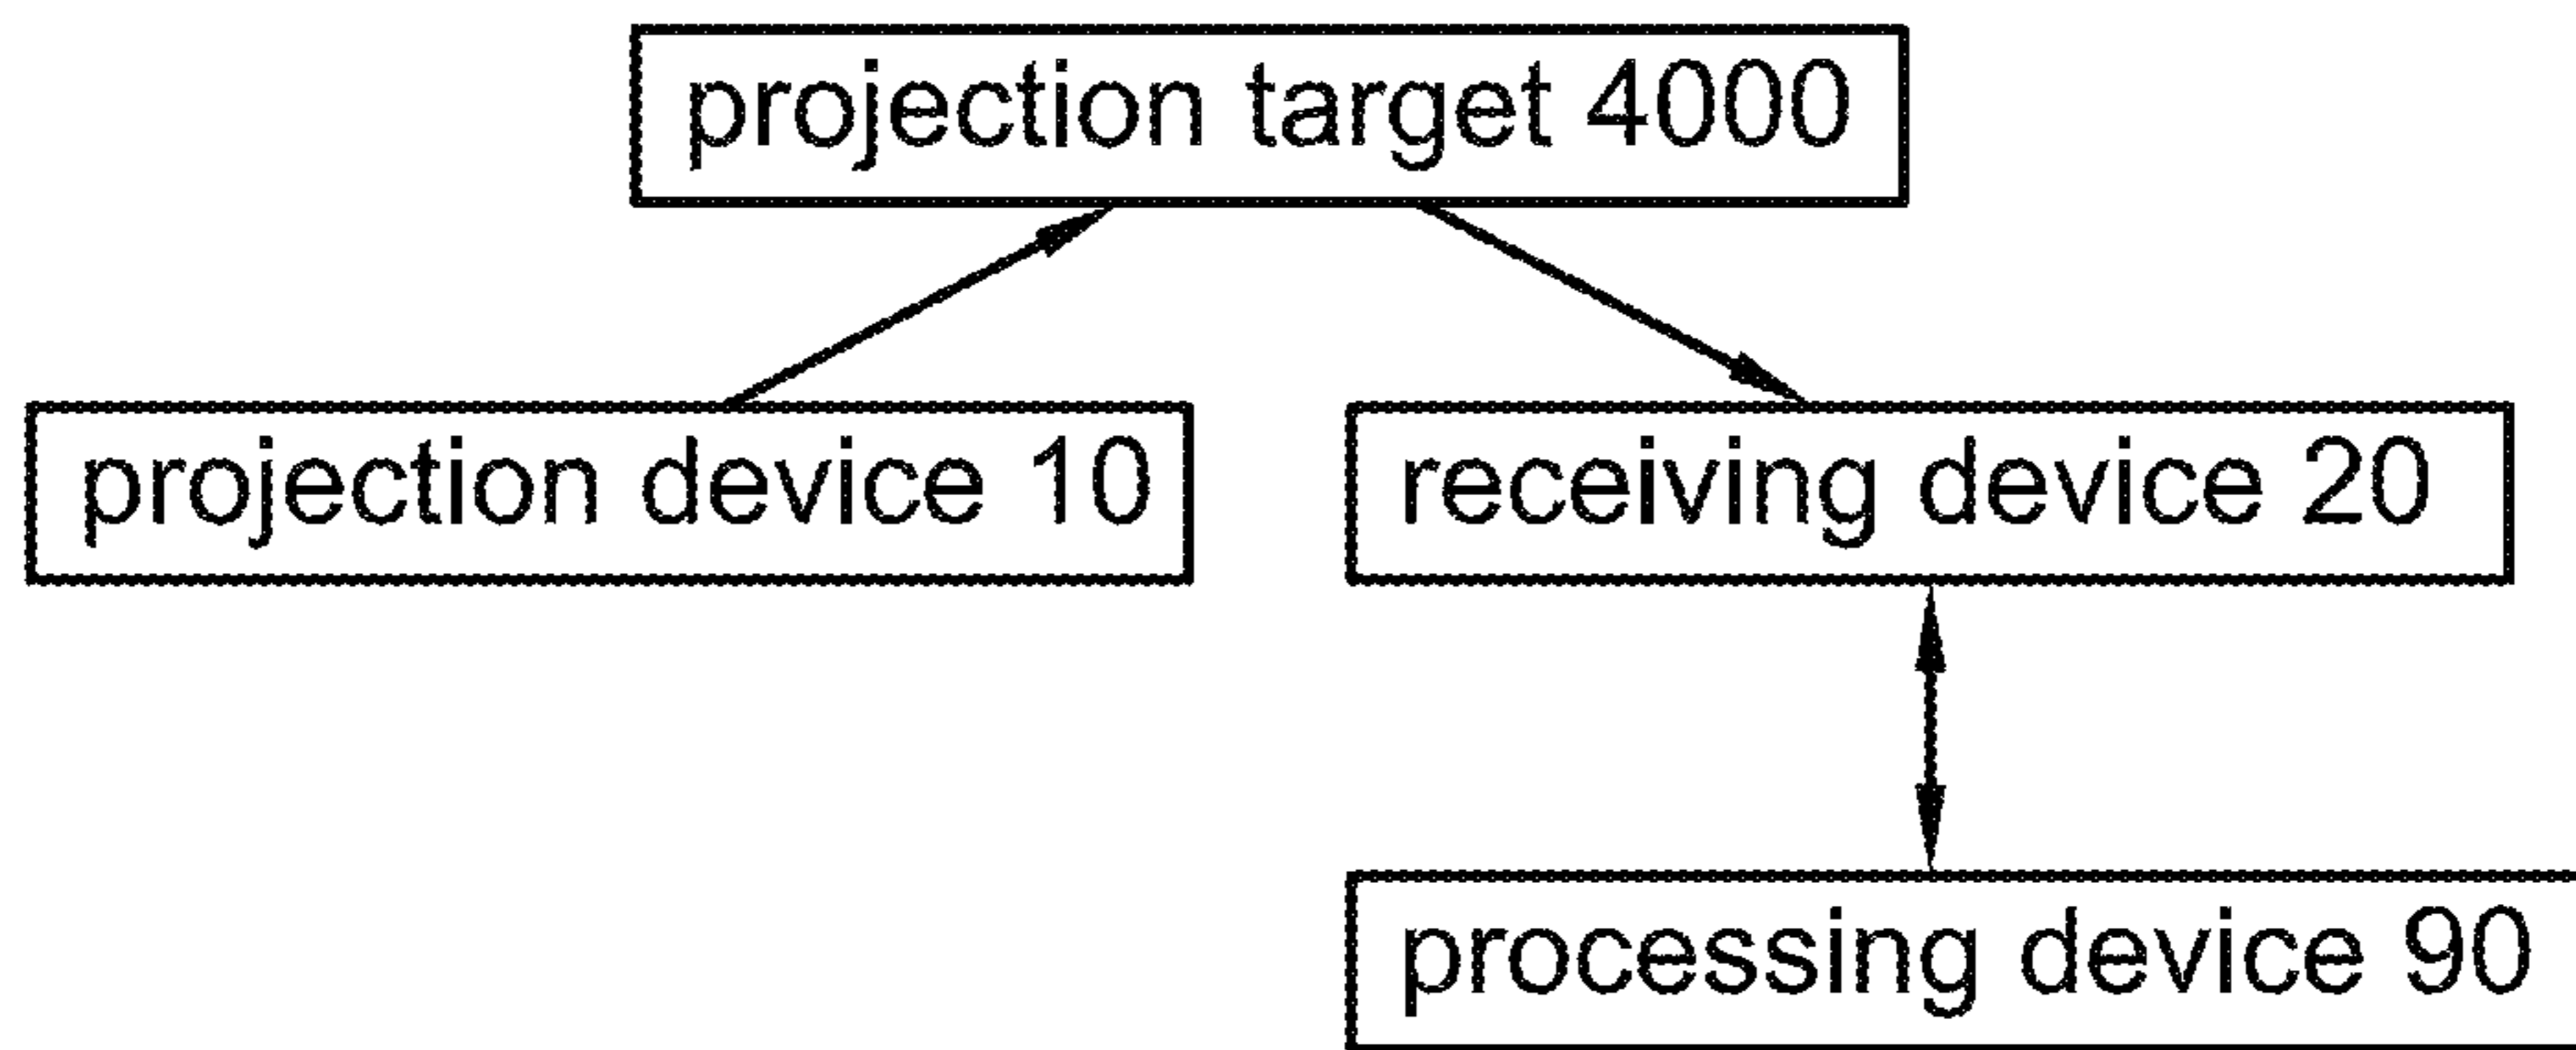 projection target 4000
projection device 10
receiving device 20
processing device 90